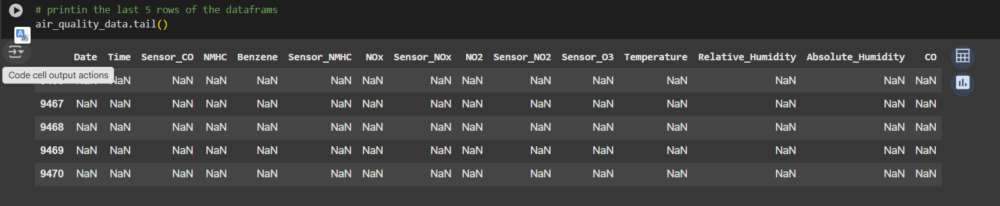 # printin the last 5 rows of the dataframs
air_quality_data.tail()
Date Time Sensor_CO NMHC Benzene Sensor_NMHC NOx Sensor_NOx NO2 Sensor_NO2 Sensor_O3 Temperature Relative_Humidity Absolute_Humidity CO
Code cell output actions
NaN NaN NaN NaN NaN NaN NaN NaN NaN NaN NaN NaN NaN NaN
9467 NaN NaN NaN NaN NaN NaN NaN NaN NaN NaN NaN NaN NaN NaN NaN
9468 NaN NaN NaN NaN NaN NaN NaN NaN NaN NaN NaN NaN NaN NaN NaN
9469 NaN NaN NaN NaN NaN NaN NaN NaN NaN NaN NaN NaN NaN NaN NaN
9470 NaN NaN NaN NaN NaN NaN NaN NaN NaN NaN NaN NaN NaN NaN NaN